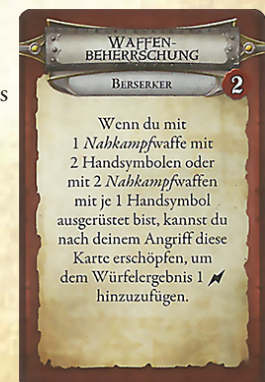 WAFFEN-
BEHERRSCHUNG
BERSERKER
2
s
Wenn du mit
1 Nahkampfwaffe mit
2 Handsymbolen oder
mit 2 Nahkampfwaffen
mit je 1 Handsymbol
ausgerüstet bist, kannst du
nach deinem Angriff diese
Karte erschöpfen, um
dem Würfelergebnis 1
hinzuzufügen.